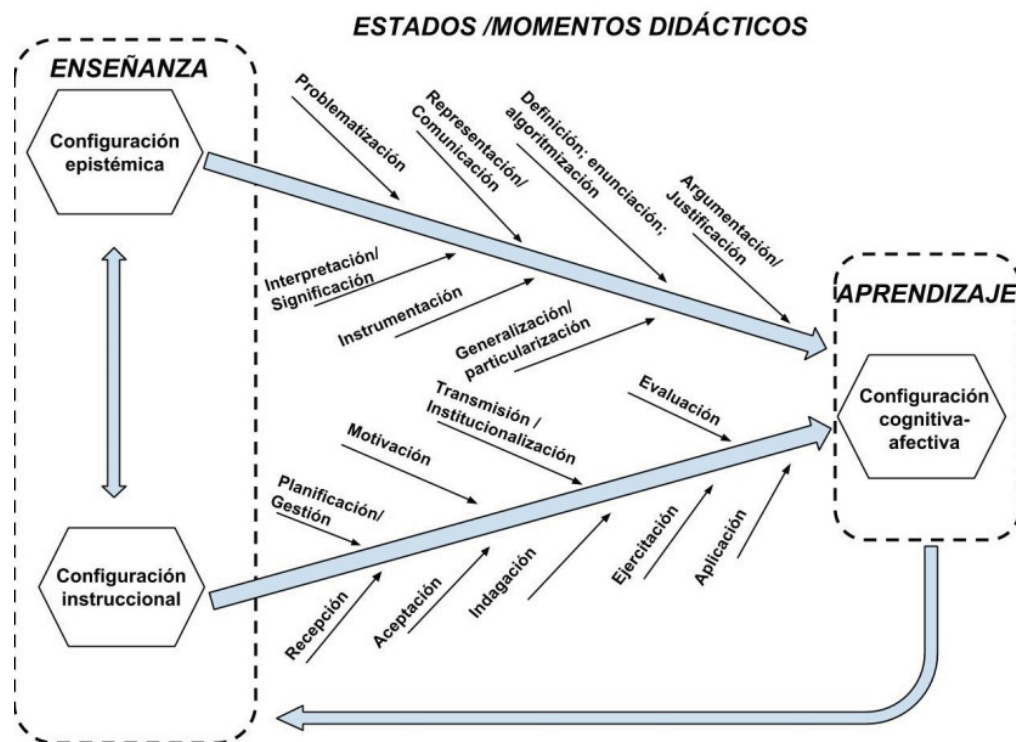 ESTADOS /MOMENTOS DIDÁCTICOS
ENSEÑANZA
Configuración
epistémica
Problematización
Representación/
Comunicación
Definición; enunciación;
algoritmización
Argumentación/
Justificación
Interpretación/
Significación
Instrumentación
Generalización/
particularización
APRENDIZAJE
Configuración
cognitiva-
afectiva
Planificación/
Gestión
Motivación
Transmisión /
Institucionalización
Evaluación
Configuración
instruccional
Recepción
Aceptación
Indagación
Ejercitación
Aplicación